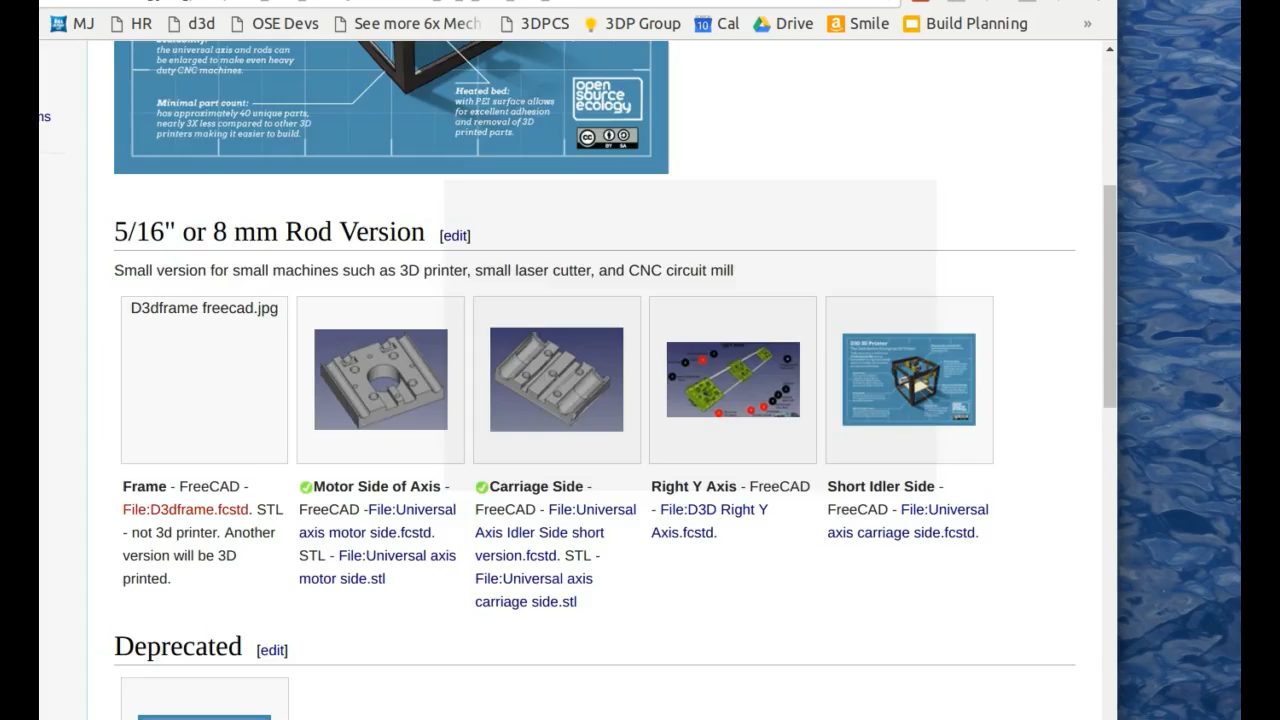 MJ HR d3d OSE Devs See more 6x Mech 3DPCS 3DP Group 10 Cal Drive Smile Build Planning »
the universal axis and rods can
be enlarged to make even heavy
duty CNC machines.
Minimal part count:
has approximately 40 unique parts,
nearly 3X less compared to other 3D
printers making it easier to build.
Heated bed:
with PEI surface allows
for excellent adhesion
and removal of 3D
printed parts.
open
source
ecology
CC
BY SA
ns
5/16" or 8 mm Rod Version [edit]
Small version for small machines such as 3D printer, small laser cutter, and CNC circuit mill
D3dframe freecad.jpg
Frame - FreeCAD -
File:D3dframe.fcstd. STL
- not 3d printer. Another
version will be 3D
printed.
Motor Side of Axis -
FreeCAD -File:Universal
axis motor side.fcstd.
STL - File:Universal axis
motor side.stl
Carriage Side -
FreeCAD - File:Universal
Axis Idler Side short
version.fcstd. STL -
File:Universal axis
carriage side.stl
Right Y Axis - FreeCAD
- File:D3D Right Y
Axis.fcstd.
Short Idler Side -
FreeCAD - File:Universal
axis carriage side.fcstd.
Deprecated [edit]